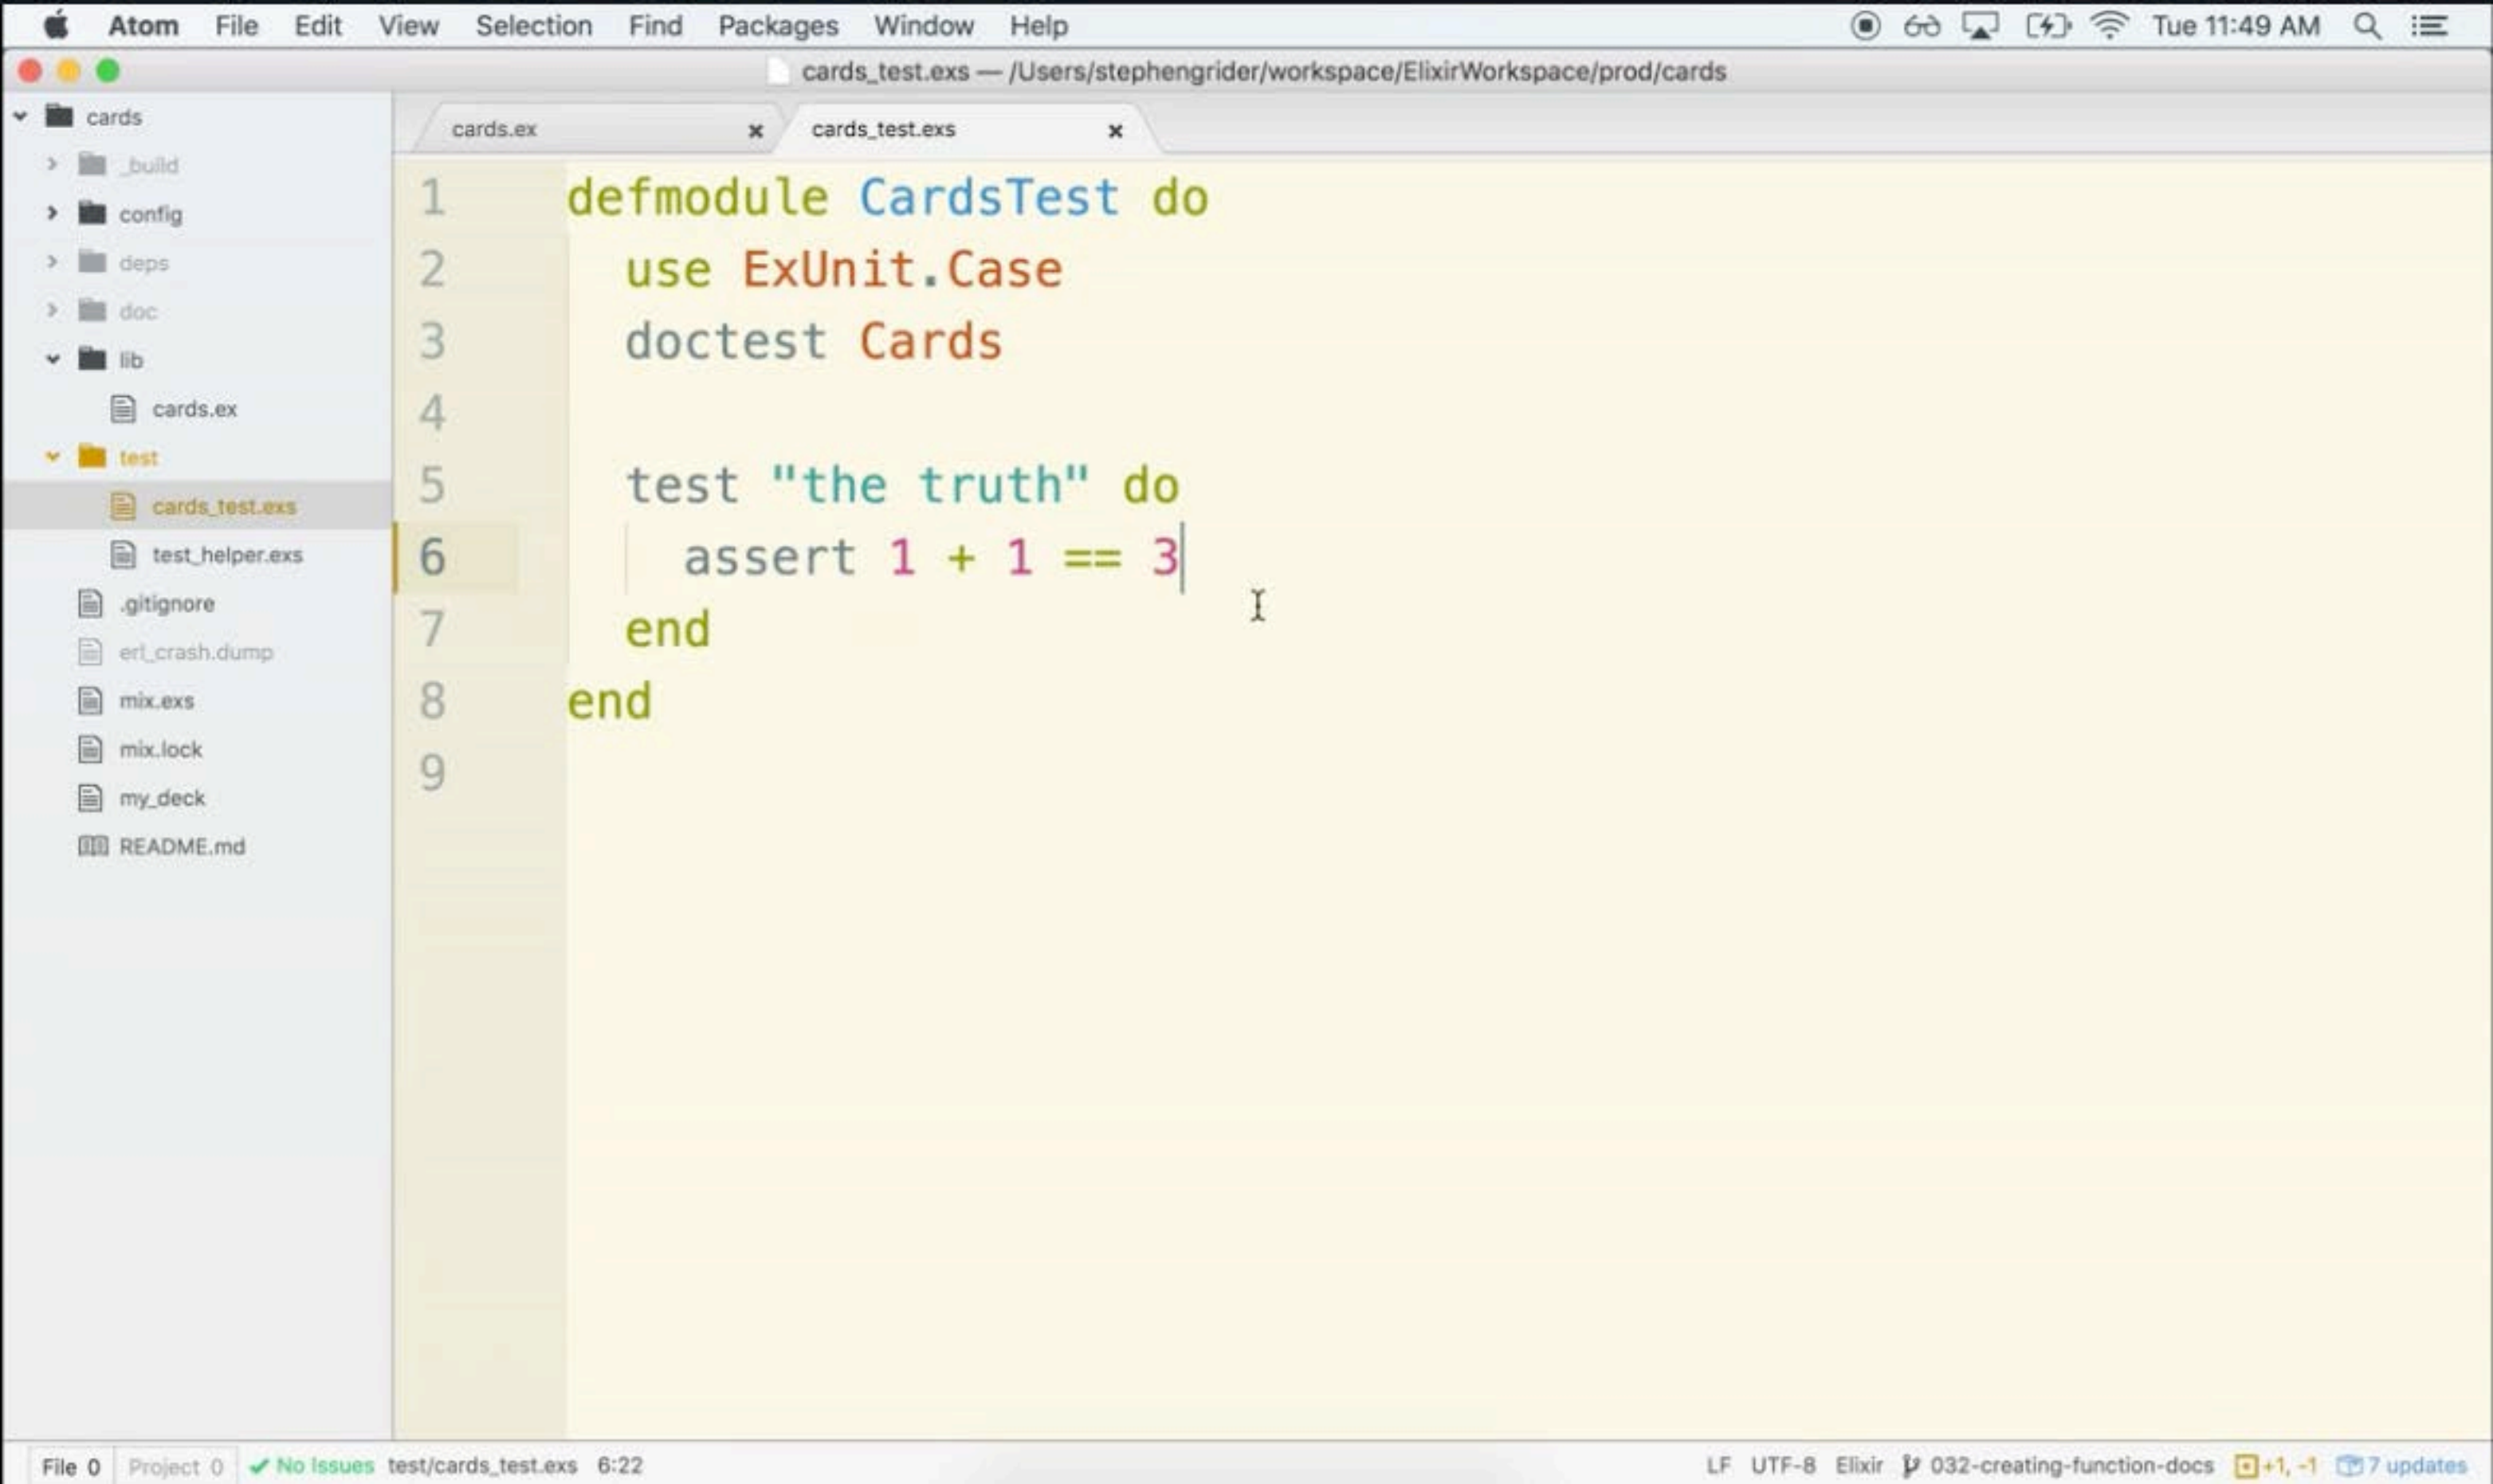 Atom File Edit View Selection Find Packages Window Help Tue 11:49 AM
cards_test.exs — /Users/stephengrider/workspace/ElixirWorkspace/prod/cards
cards
_build
config
deps
doc
lib
cards.ex
test
cards_test.exs
test_helper.exs
.gitignore
erl_crash.dump
mix.exs
mix.lock
my_deck
README.md
cards.ex cards_test.exs
1 defmodule CardsTest do
2 use ExUnit.Case
3 doctest Cards
4
5 test "the truth" do
6 assert 1 + 1 == 3
7 end
8 end
9
File 0 Project 0 No Issues test/cards_test.exs 6:22 LF UTF-8 Elixir 032-creating-function-docs +1, -1 7 updates